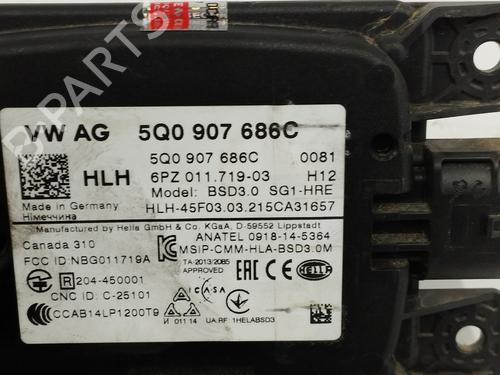 VW AG 5Q0 907 686C
5Q0 907 686C 0081
HLH 6PZ 011.719-03 H12
Made in Germany Model: BSD3.0 SG1-HRE
Німеччина HLH-45F03.03.215CA31657
Manufactured by Hella GmbH & Co. KGaA, D-59552 Lippstadt
Canada 310 ANATEL 0918-14-5364
FCC ID:NBG011719A MSIP-CMM-HLA-BSD3.0M
TA-2013/2085
APPROVED
R 204-450001
CNC ID: C-25101 ICASA HELLA
CCAB14LP1200T9 И 011 14 UA.RF 1HELABSD3
B-PARTS